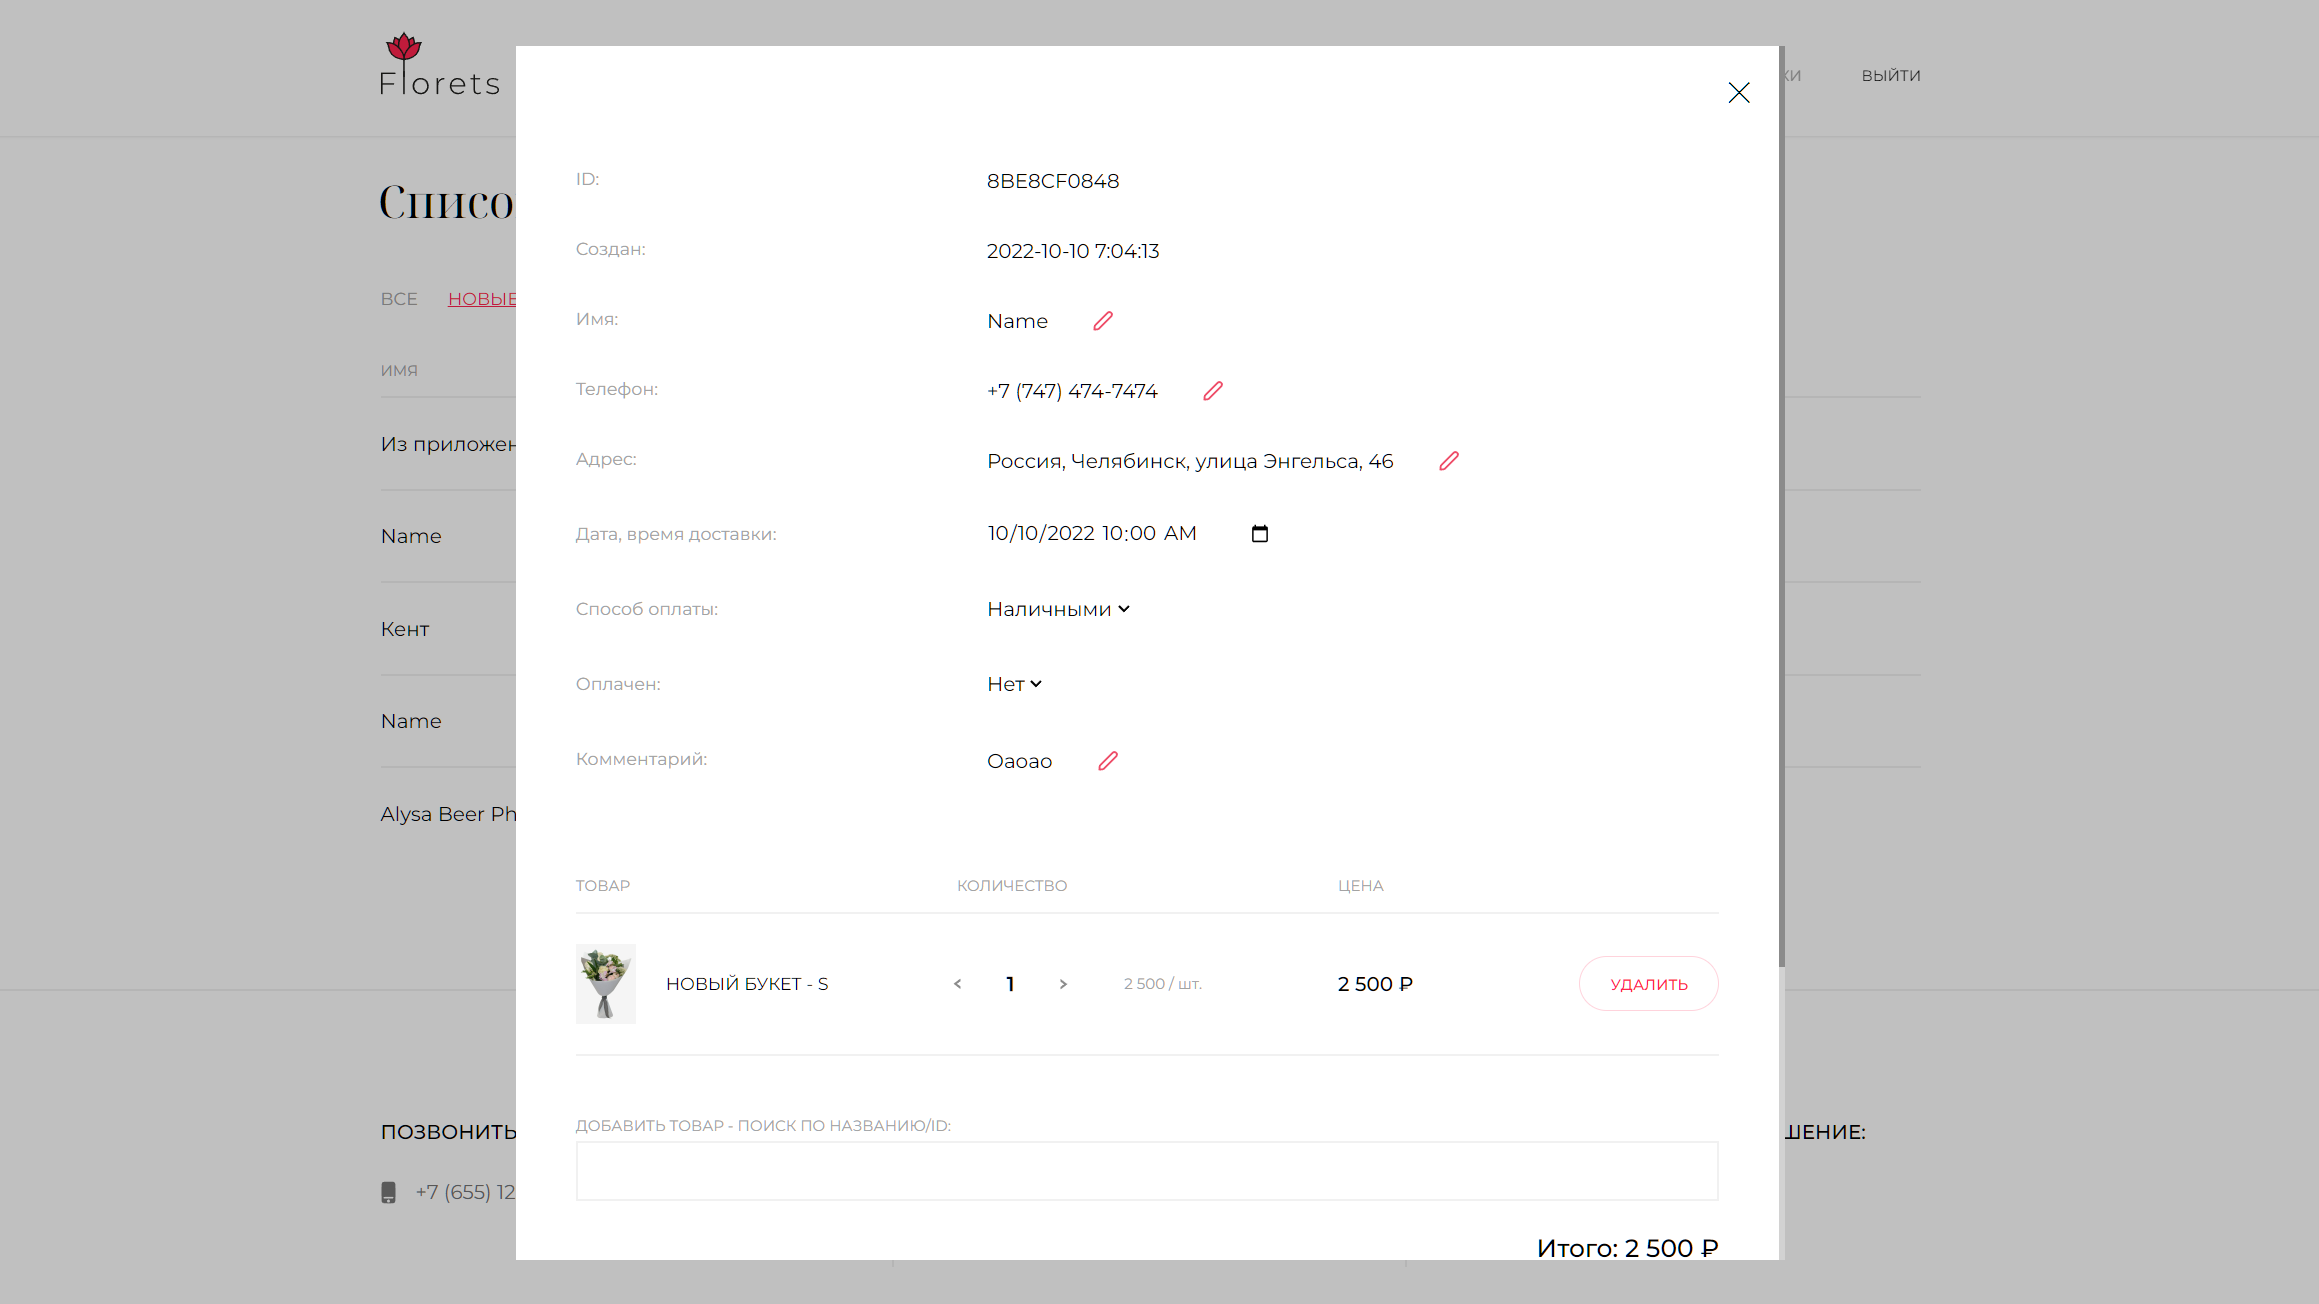 Florets
КИ
ВЫЙТИ
Списо
ВСЕ НОВЫЕ
ИМЯ
Из приложен
Name
Кент
Name
Alysa Beer Ph
ПОЗВОНИТЬ
+7 (655) 12
ШЕНИЕ:
ID: 8BE8CF0848
Создан: 2022-10-10 7:04:13
Имя: Name
Телефон: +7 (747) 474-7474
Адрес: Россия, Челябинск, улица Энгельса, 46
Дата, время доставки: 10/10/2022 10:00 AM
Способ оплаты: Наличными
Оплачен: Нет
Комментарий: Оаоао
ТОВАР КОЛИЧЕСТВО ЦЕНА
НОВЫЙ БУКЕТ - S < 1 > 2 500 / шт. 2 500 ₽ УДАЛИТЬ
ДОБАВИТЬ ТОВАР - ПОИСК ПО НАЗВАНИЮ/ID:
Итого: 2 500 ₽